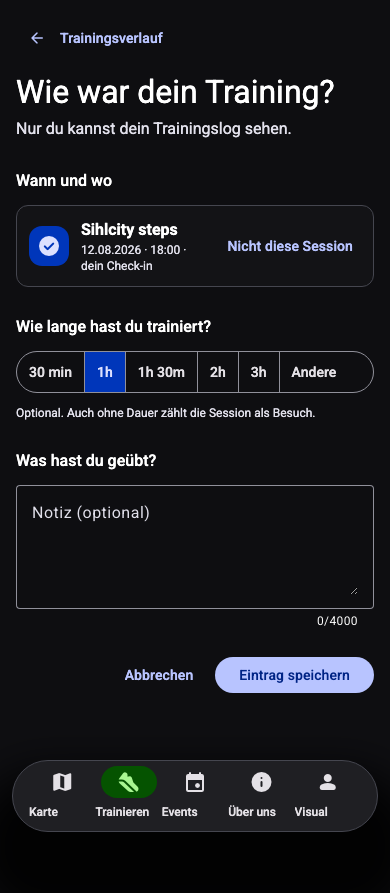 Trainingsverlauf
Wie war dein Training?
Nur du kannst dein Trainingslog sehen.
Wann und wo
Sihlcity steps
12.08.2026 · 18:00 ·
dein Check-in
Nicht diese Session
Wie lange hast du trainiert?
30 min 1h 1h 30m 2h 3h Andere
Optional. Auch ohne Dauer zählt die Session als Besuch.
Was hast du geübt?
Notiz (optional)
0/4000
Abbrechen Eintrag speichern
Karte Trainieren Events Über uns Visual